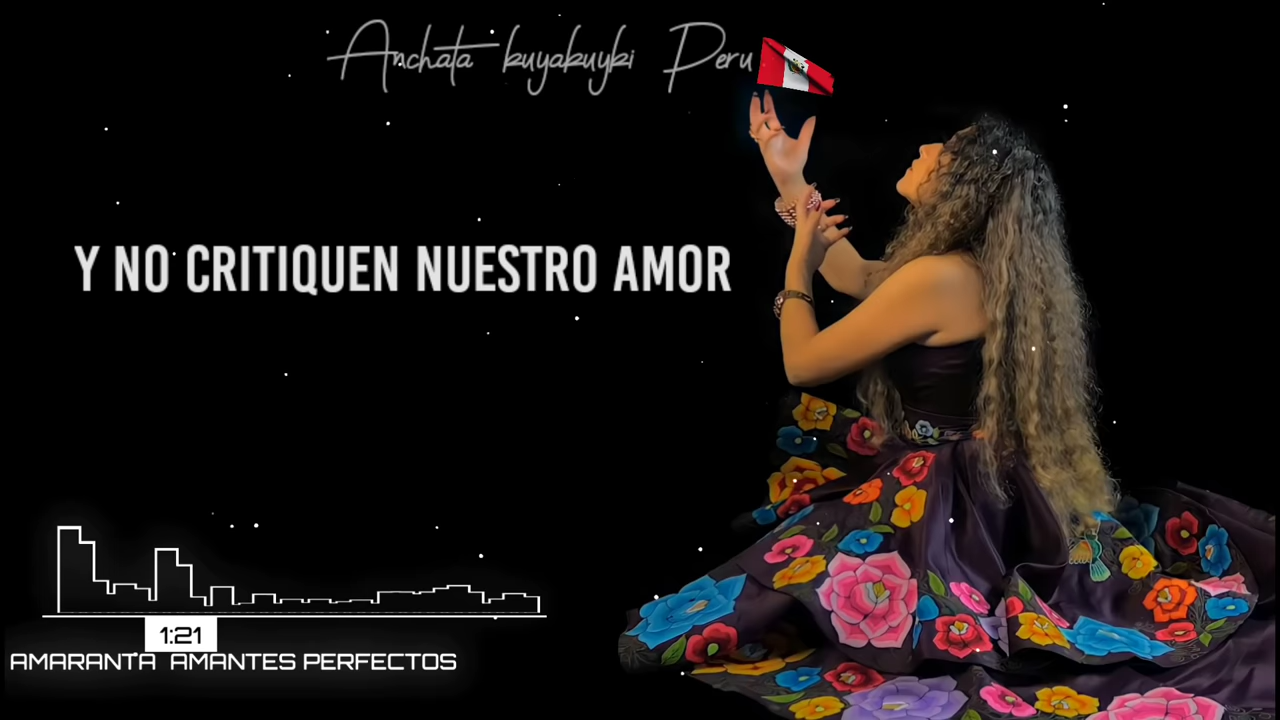 Anchata kuyakuyki Peru
Y NO CRITIQUEN NUESTRO AMOR
1:21
AMARANTA AMANTES PERFECTOS